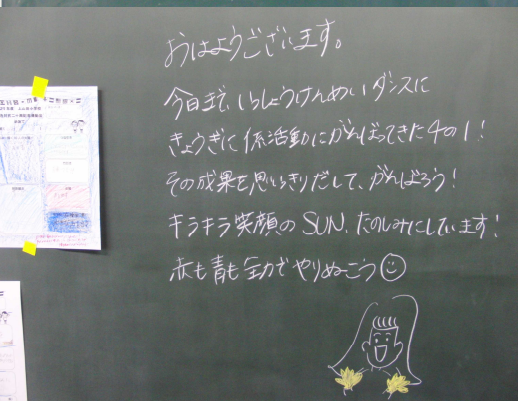 おはようございます。
今日まで、いっしょうけんめいダンスに
きょうぎに係活動にがんばってきた4の1!
その成果を思いっきりだして、がんばろう!
キラキラ笑顔のSUN、たのしみにしています!
赤も青も全力でやりぬこう